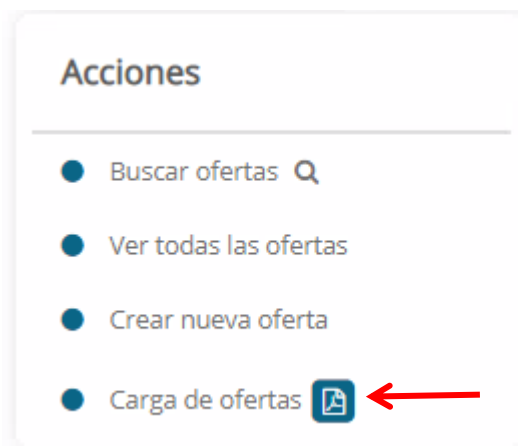 Acciones
Buscar ofertas
Ver todas las ofertas
Crear nueva oferta
Carga de ofertas